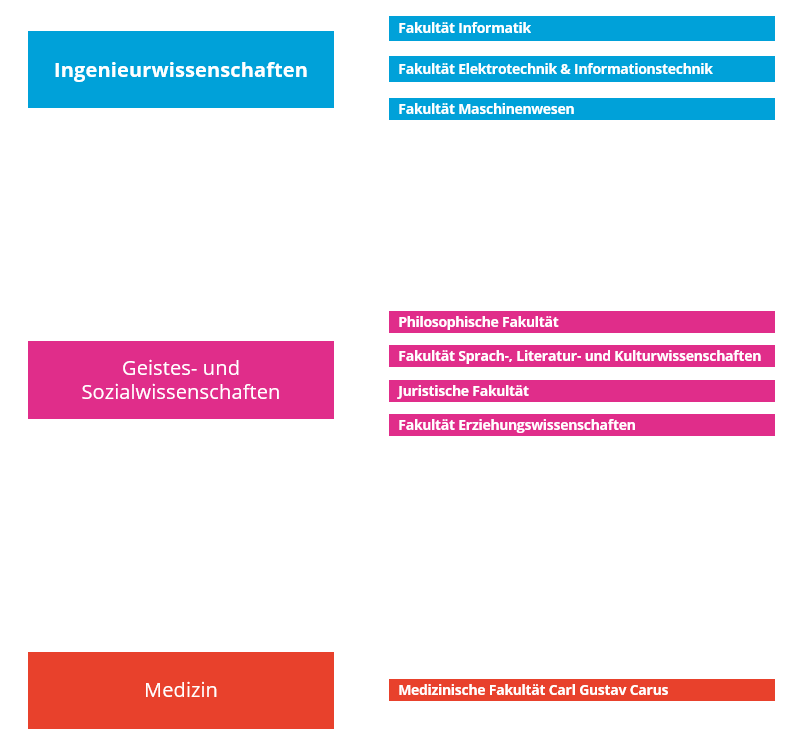 Ingenieurwissenschaften
Fakultät Informatik
Fakultät Elektrotechnik & Informationstechnik
Fakultät Maschinenwesen
Geistes- und
Sozialwissenschaften
Philosophische Fakultät
Fakultät Sprach-, Literatur- und Kulturwissenschaften
Juristische Fakultät
Fakultät Erziehungswissenschaften
Medizin
Medizinische Fakultät Carl Gustav Carus